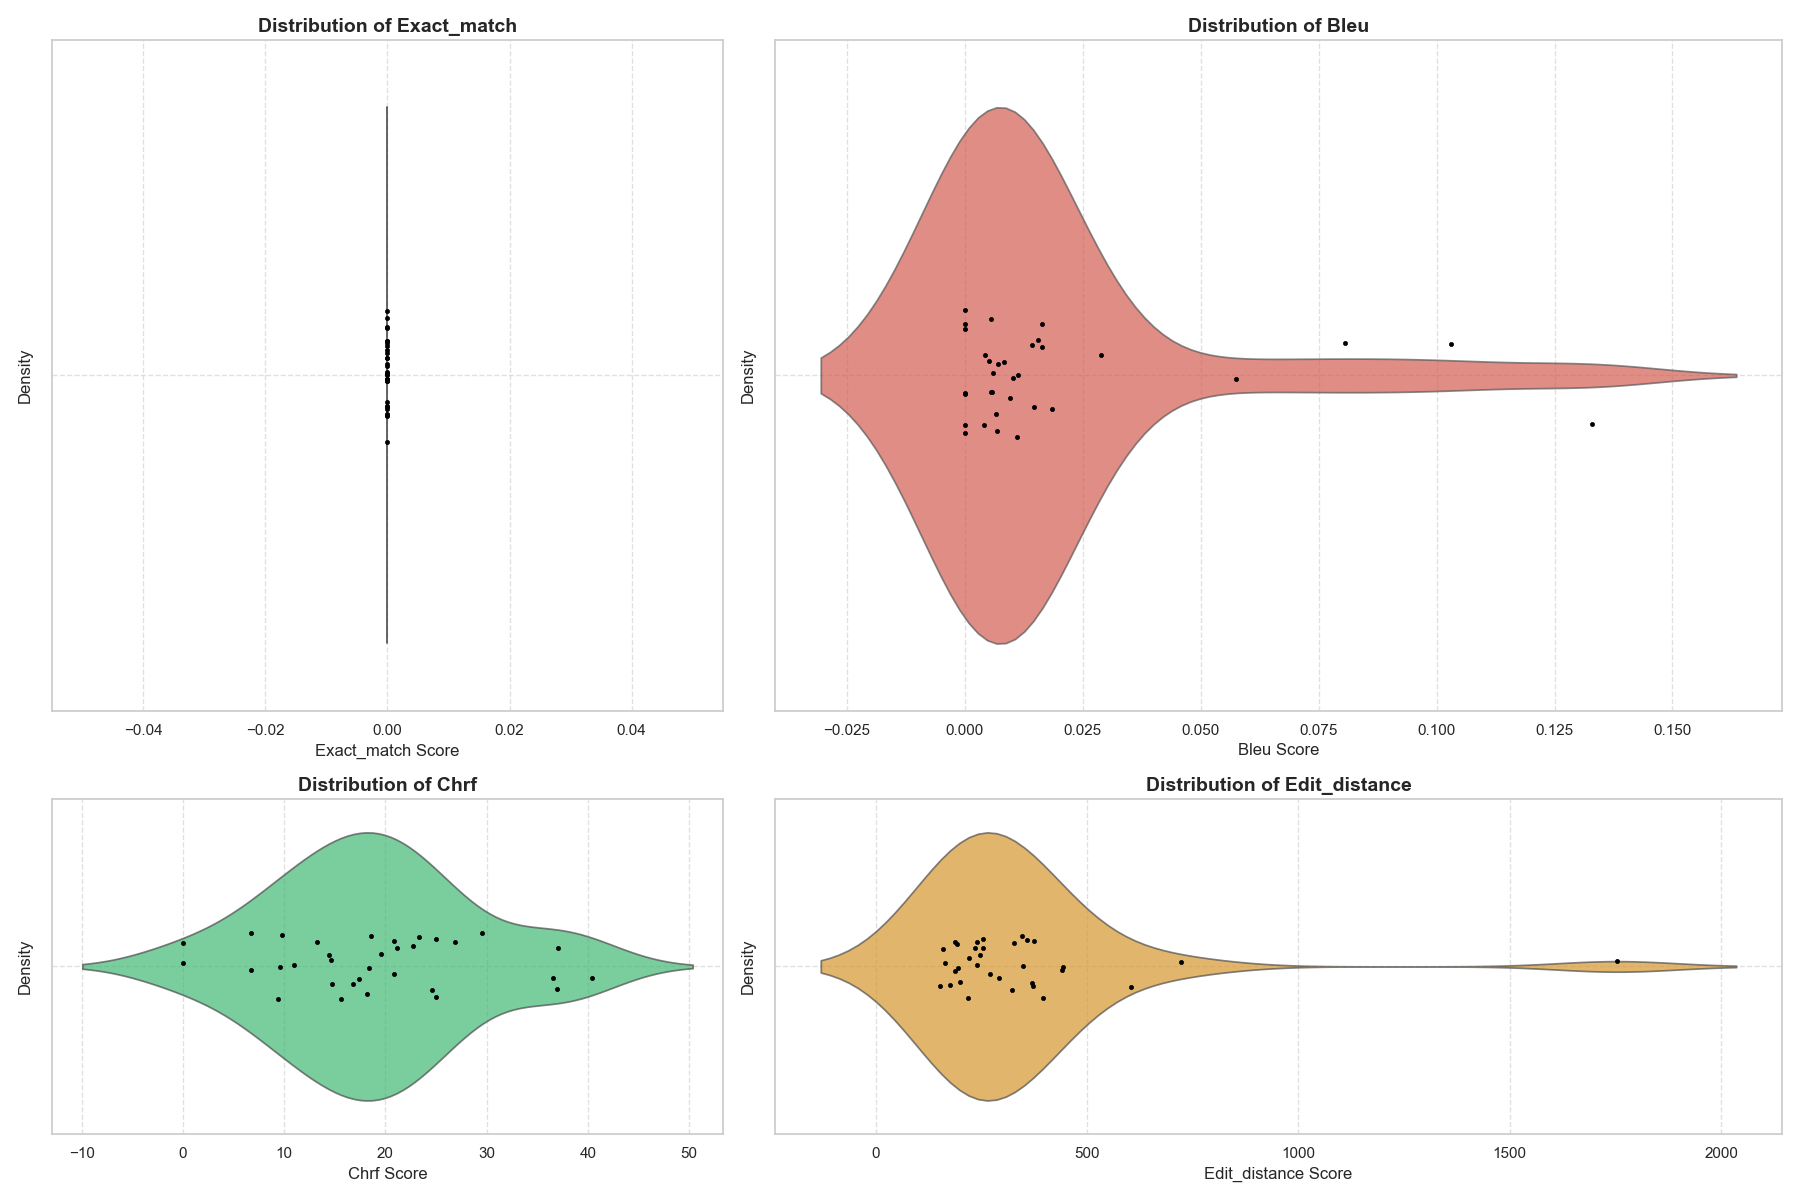 Distribution of Exact_match
Density
−0.04 −0.02 0.00 0.02 0.04
Exact_match Score
Distribution of Bleu
Density
−0.025 0.000 0.025 0.050 0.075 0.100 0.125 0.150
Bleu Score
Distribution of Chrf
Density
−10 0 10 20 30 40 50
Chrf Score
Distribution of Edit_distance
Density
0 500 1000 1500 2000
Edit_distance Score